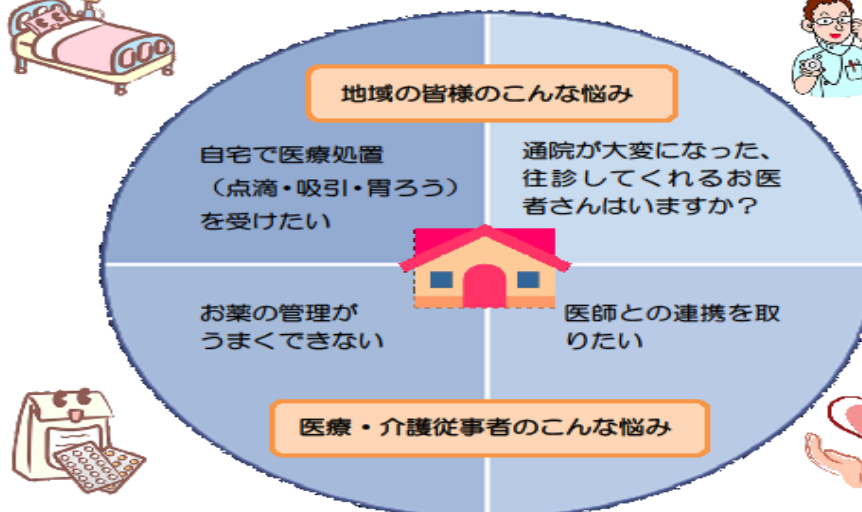 地域の皆様のこんな悩み
自宅で医療処置
（点滴・吸引・胃ろう）
を受けたい
通院が大変になった、
往診してくれるお医
者さんはいますか？
お薬の管理が
うまくできない
医師との連携を取
りたい
医療・介護従事者のこんな悩み